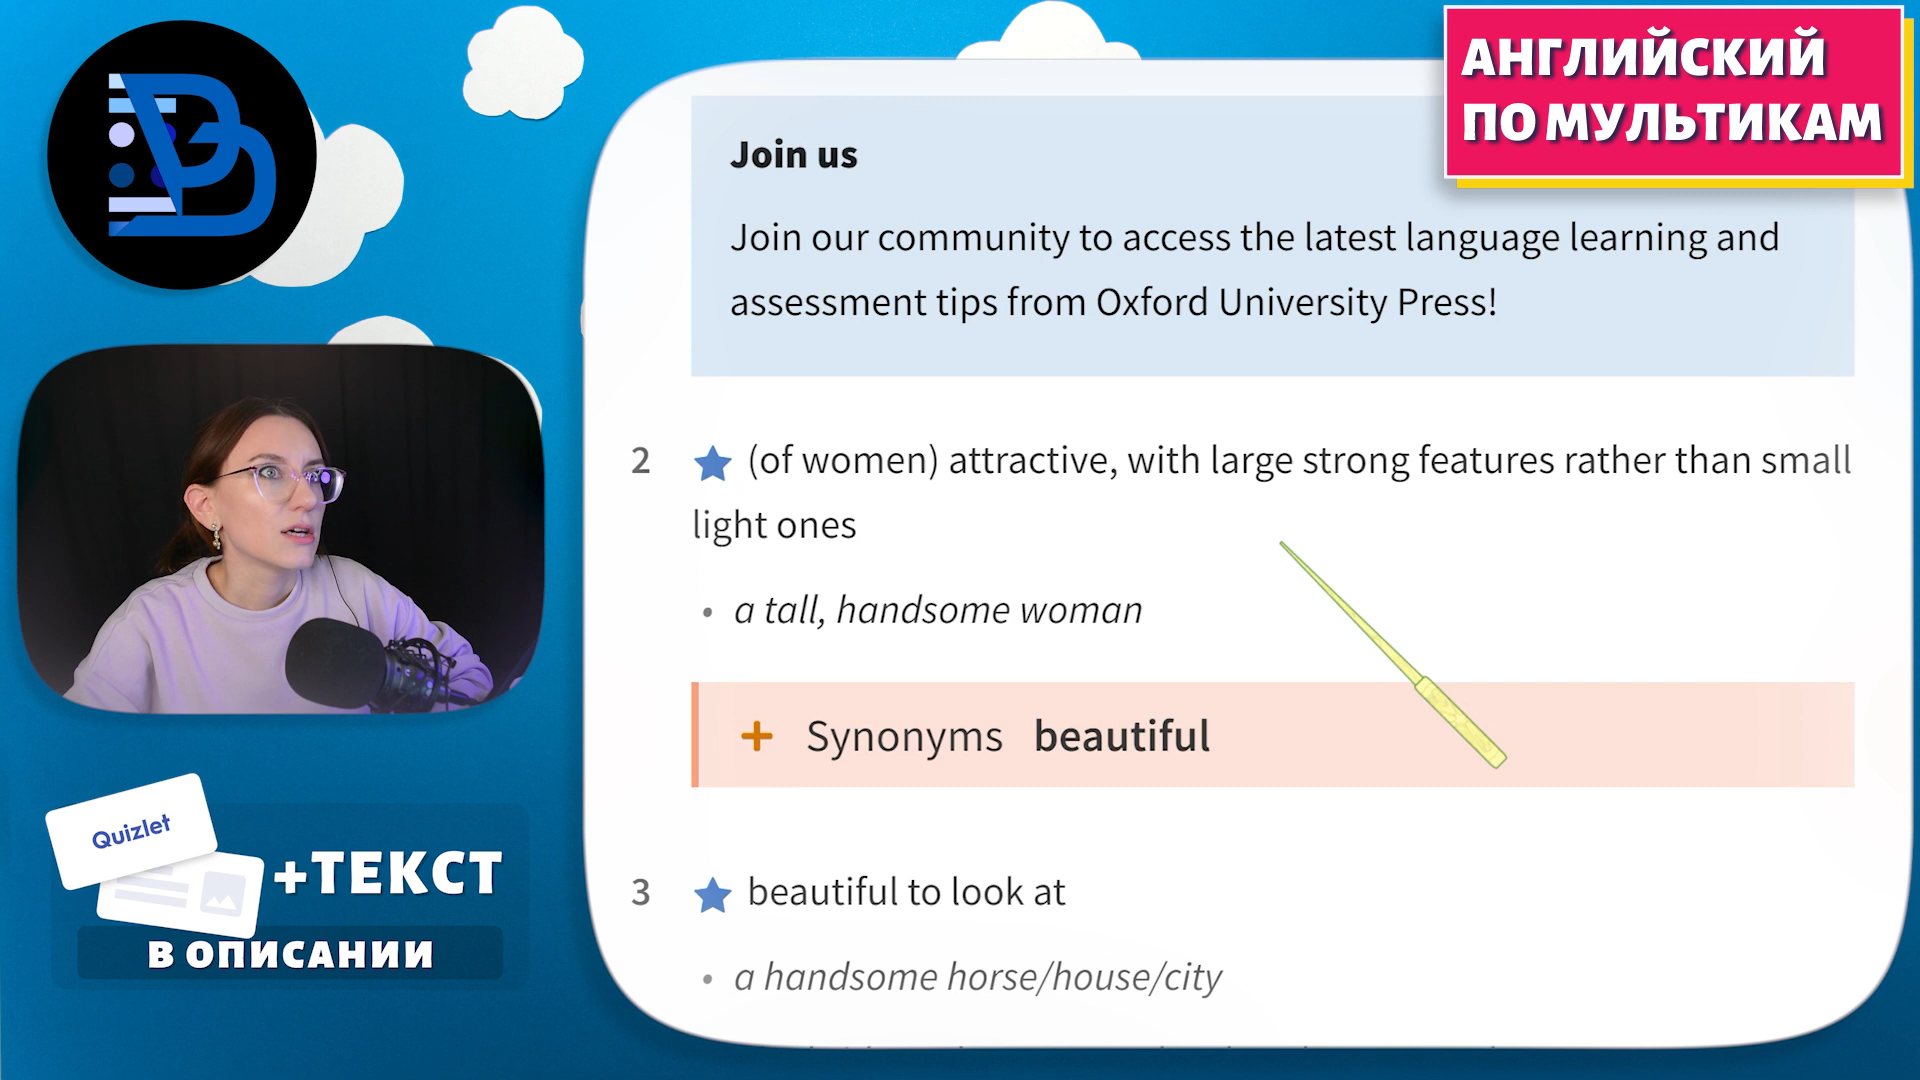 АНГЛИЙСКИЙ
ПО МУЛЬТИКАМ
Join us
Join our community to access the latest language learning and
assessment tips from Oxford University Press!
2 (of women) attractive, with large strong features rather than small
light ones
• a tall, handsome woman
+ Synonyms beautiful
3 beautiful to look at
• a handsome horse/house/city
Quizlet
+ТЕКСТ
В ОПИСАНИИ